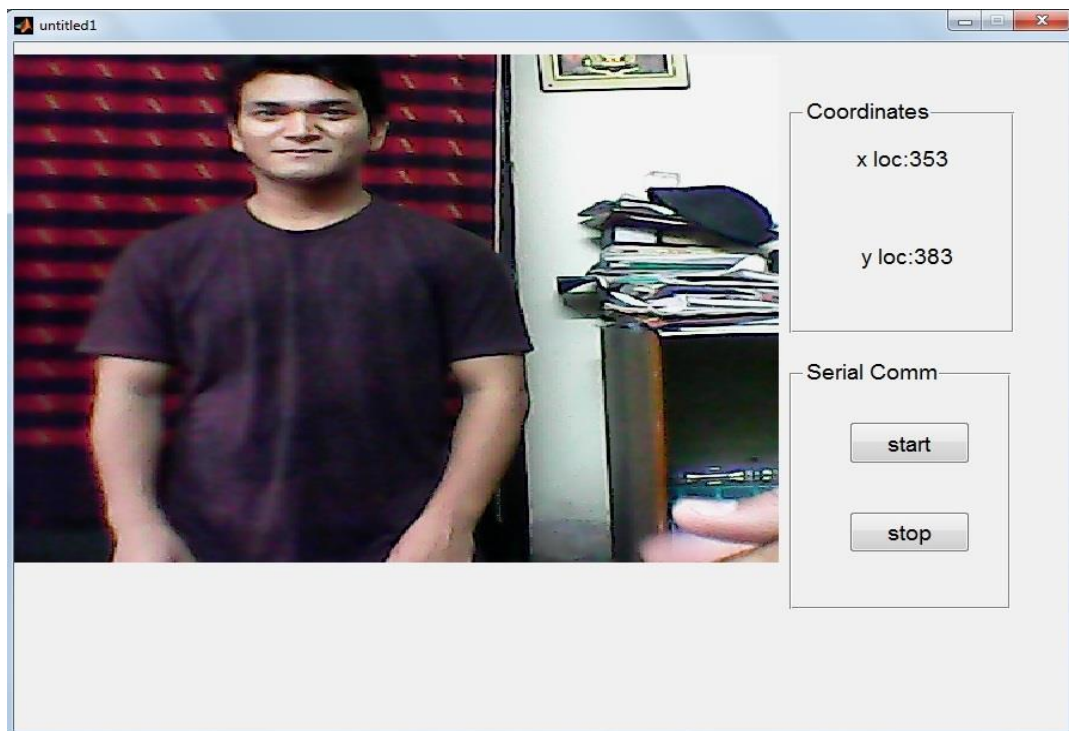 untitled1
Coordinates
x loc:353
y loc:383
Serial Comm
start
stop